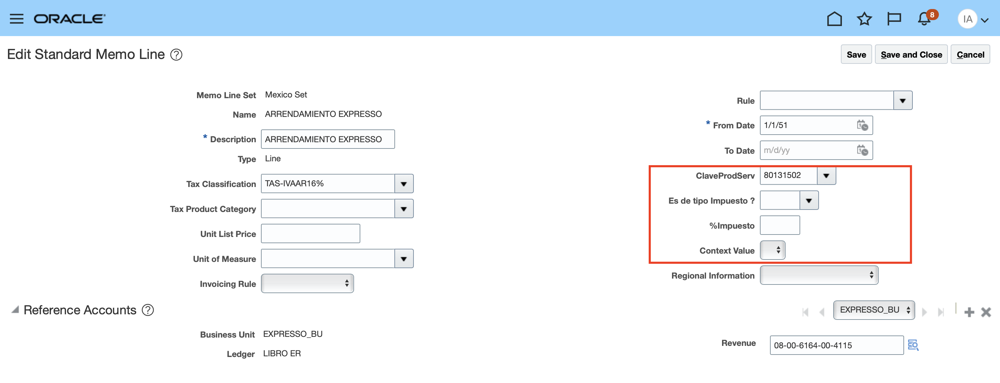 ORACLE
8
IA
Edit Standard Memo Line ?
Save
Save and Close
Cancel
Memo Line Set Mexico Set
Name ARRENDAMIENTO EXPRESSO
* Description ARRENDAMIENTO EXPRESSO
Type Line
Tax Classification TAS-IVAAR16%
Tax Product Category
Unit List Price
Unit of Measure
Invoicing Rule
Rule
* From Date 1/1/51
To Date m/d/yy
ClaveProdServ 80131502
Es de tipo Impuesto ?
%Impuesto
Context Value
Regional Information
Reference Accounts ?
EXPRESSO_BU
Business Unit EXPRESSO_BU
Ledger LIBRO ER
Revenue 08-00-6164-00-4115